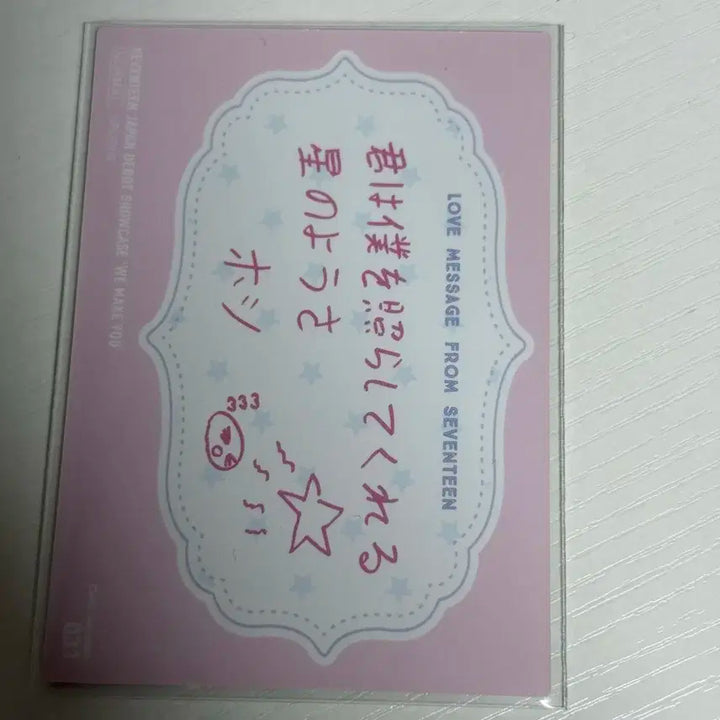 LOVE MESSAGE FROM SEVENTEEN
君は僕を照らしてくれる
星のようさ
ホシ
333
SEVENTEEN JAPAN DEBUT SHOWCASE 'WE MAKE YOU'